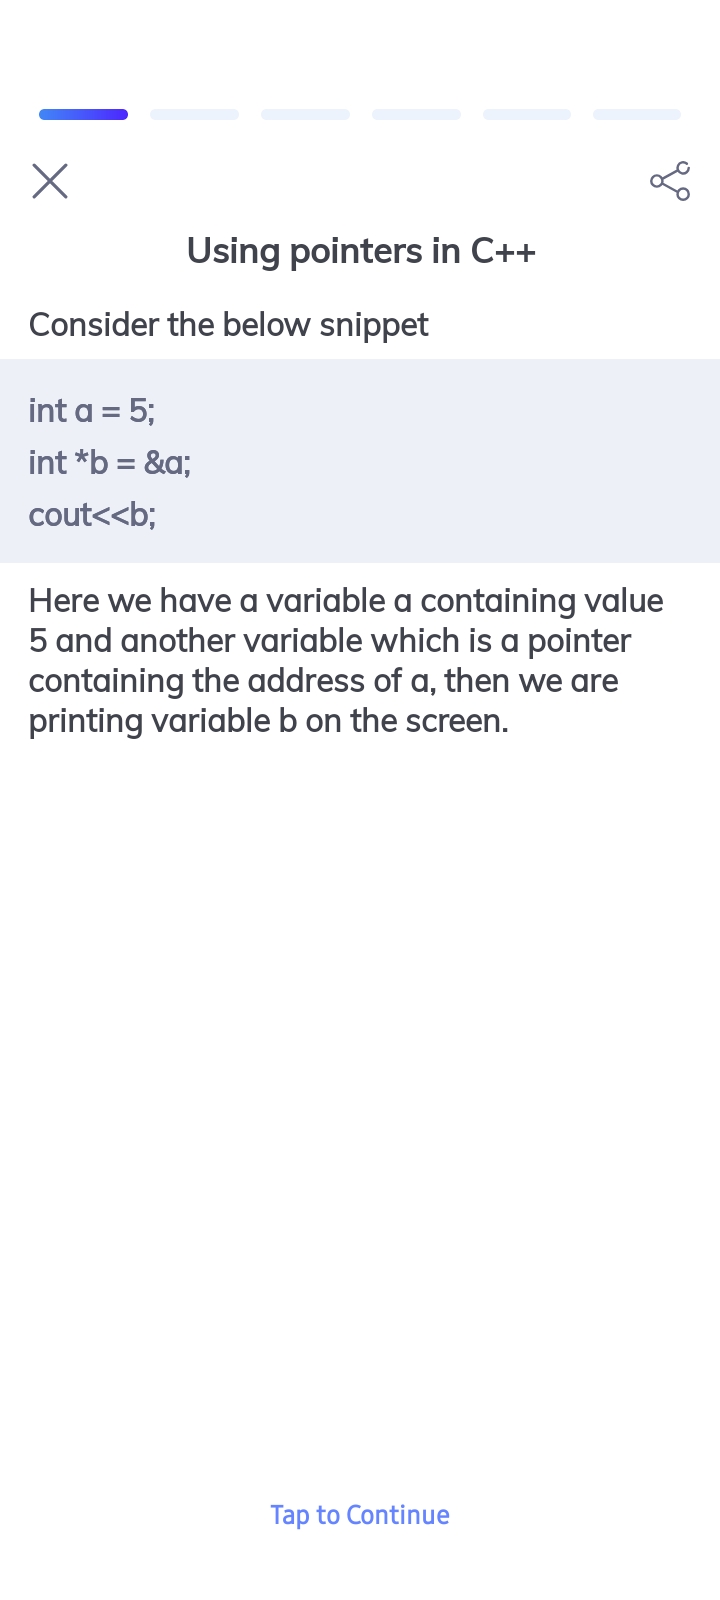 Using pointers in C++
Consider the below snippet
int a = 5;
int *b = &a;
cout<<b;
Here we have a variable a containing value
5 and another variable which is a pointer
containing the address of a, then we are
printing variable b on the screen.
Tap to Continue